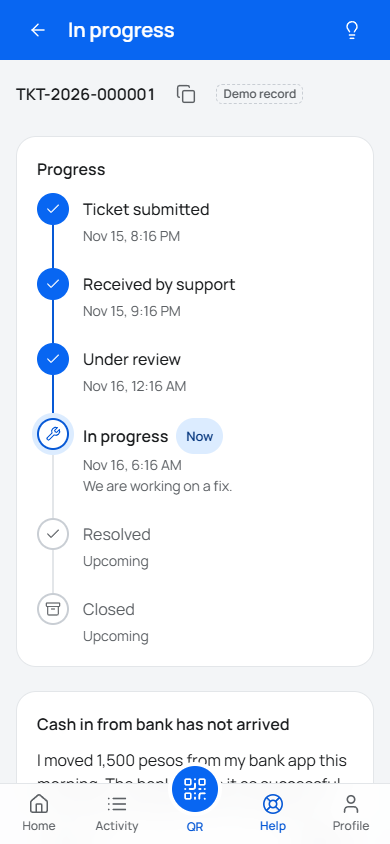 In progress
TKT-2026-000001
Demo record
Progress
Ticket submitted
Nov 15, 8:16 PM
Received by support
Nov 15, 9:16 PM
Under review
Nov 16, 12:16 AM
In progress
Now
Nov 16, 6:16 AM
We are working on a fix.
Resolved
Upcoming
Closed
Upcoming
Cash in from bank has not arrived
I moved 1,500 pesos from my bank app this
Home
Activity
QR
Help
Profile